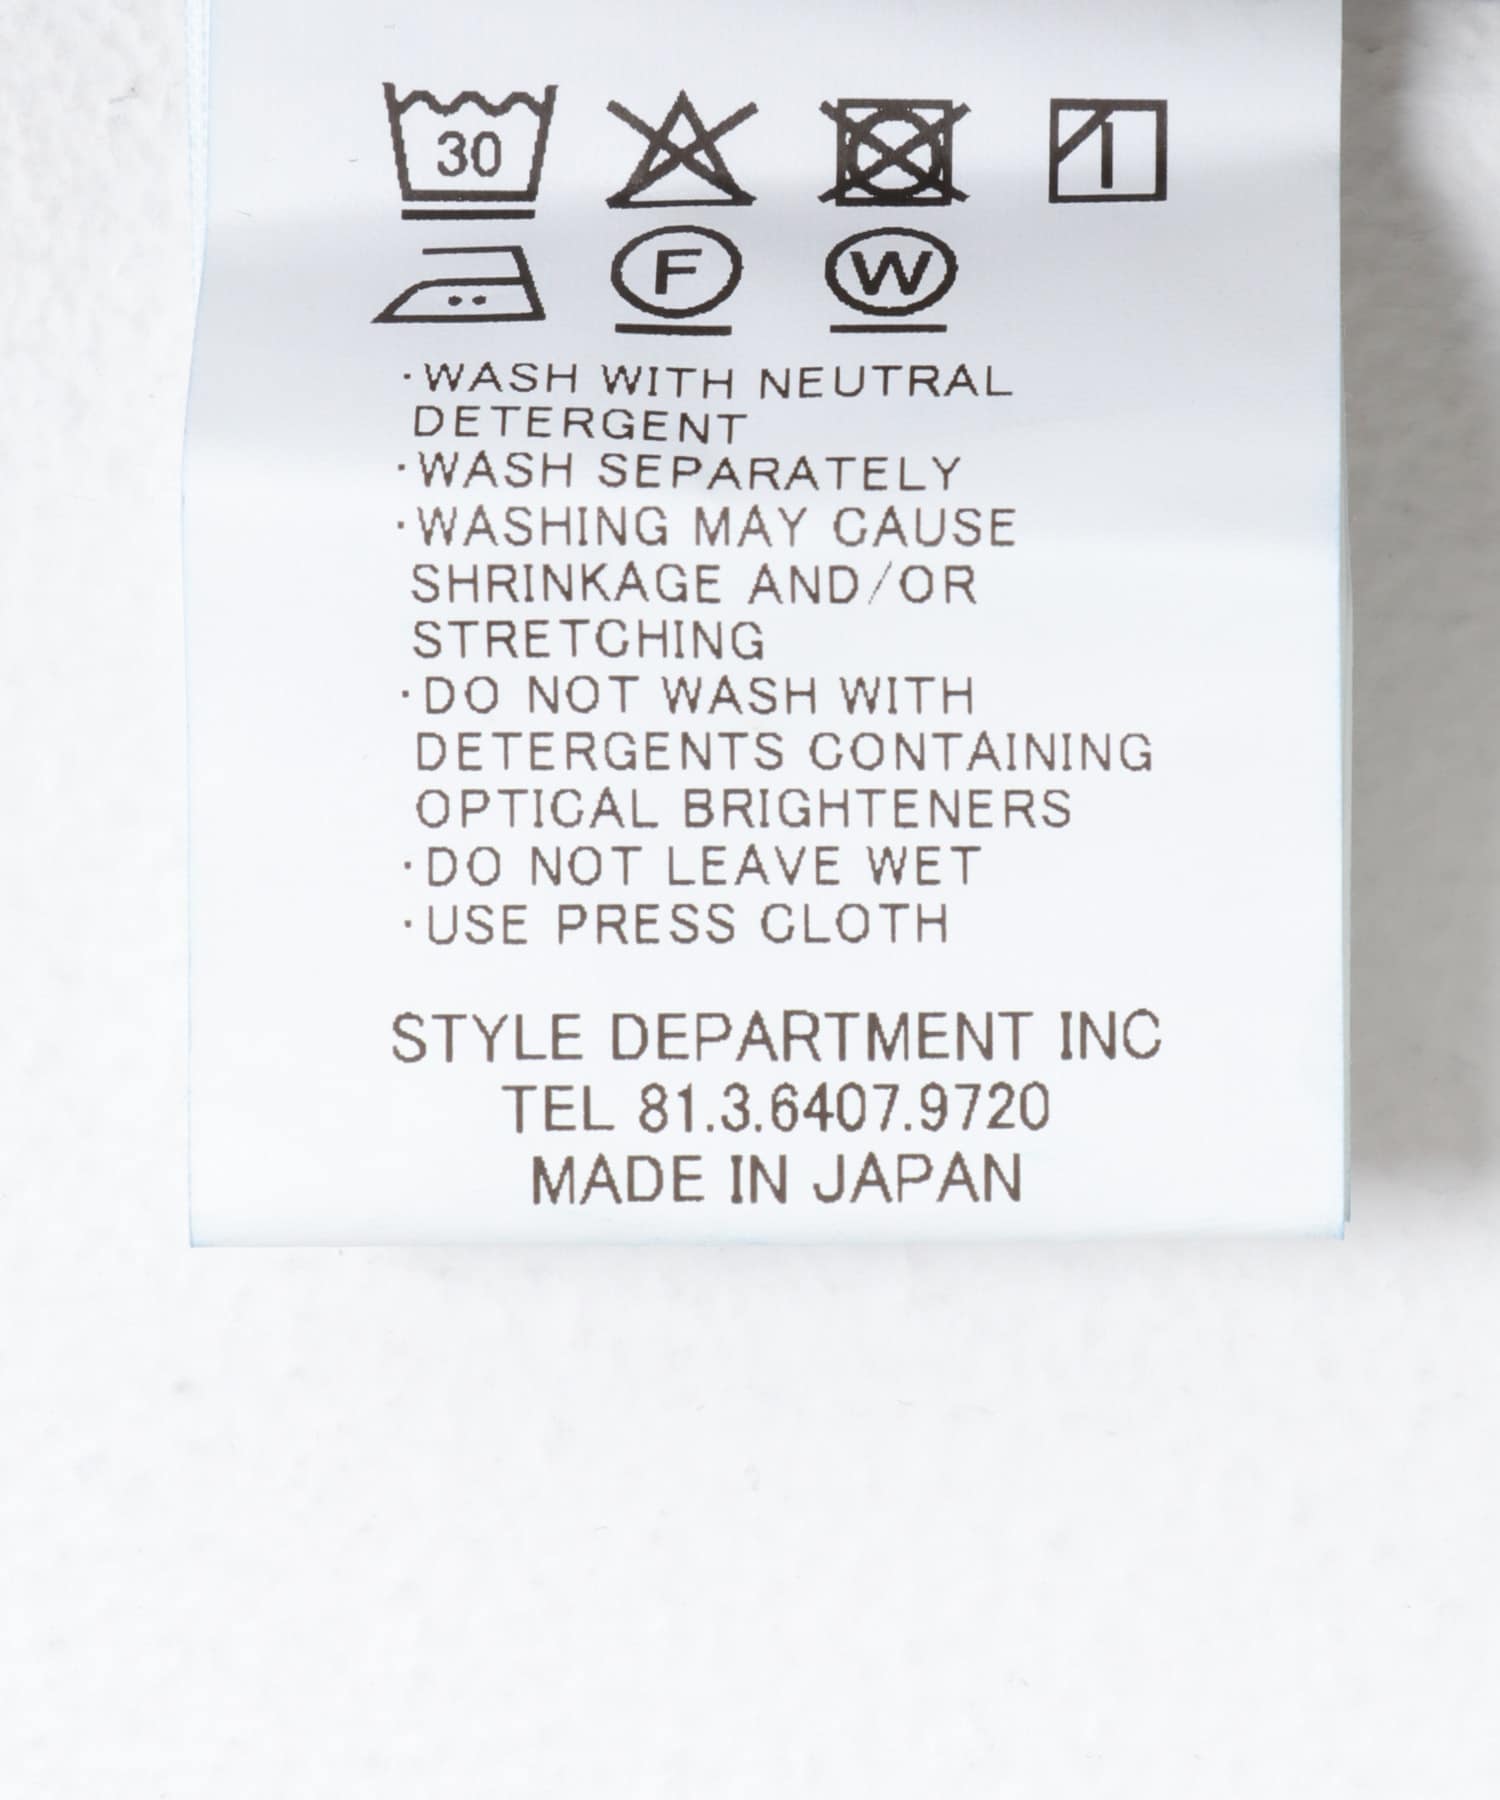 30
F W
·WASH WITH NEUTRAL
DETERGENT
·WASH SEPARATELY
·WASHING MAY CAUSE
SHRINKAGE AND/OR
STRETCHING
·DO NOT WASH WITH
DETERGENTS CONTAINING
OPTICAL BRIGHTENERS
·DO NOT LEAVE WET
·USE PRESS CLOTH
STYLE DEPARTMENT INC
TEL 81.3.6407.9720
MADE IN JAPAN